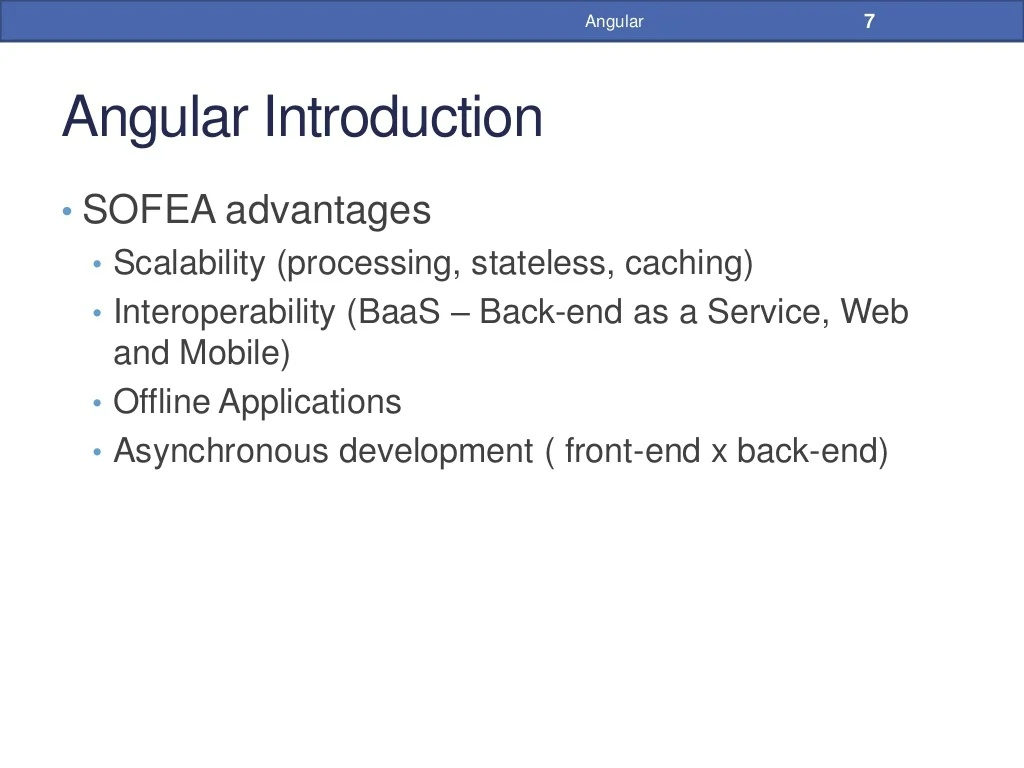 Angular 7
Angular Introduction
• SOFEA advantages
• Scalability (processing, stateless, caching)
• Interoperability (BaaS – Back-end as a Service, Web
and Mobile)
• Offline Applications
• Asynchronous development ( front-end x back-end)